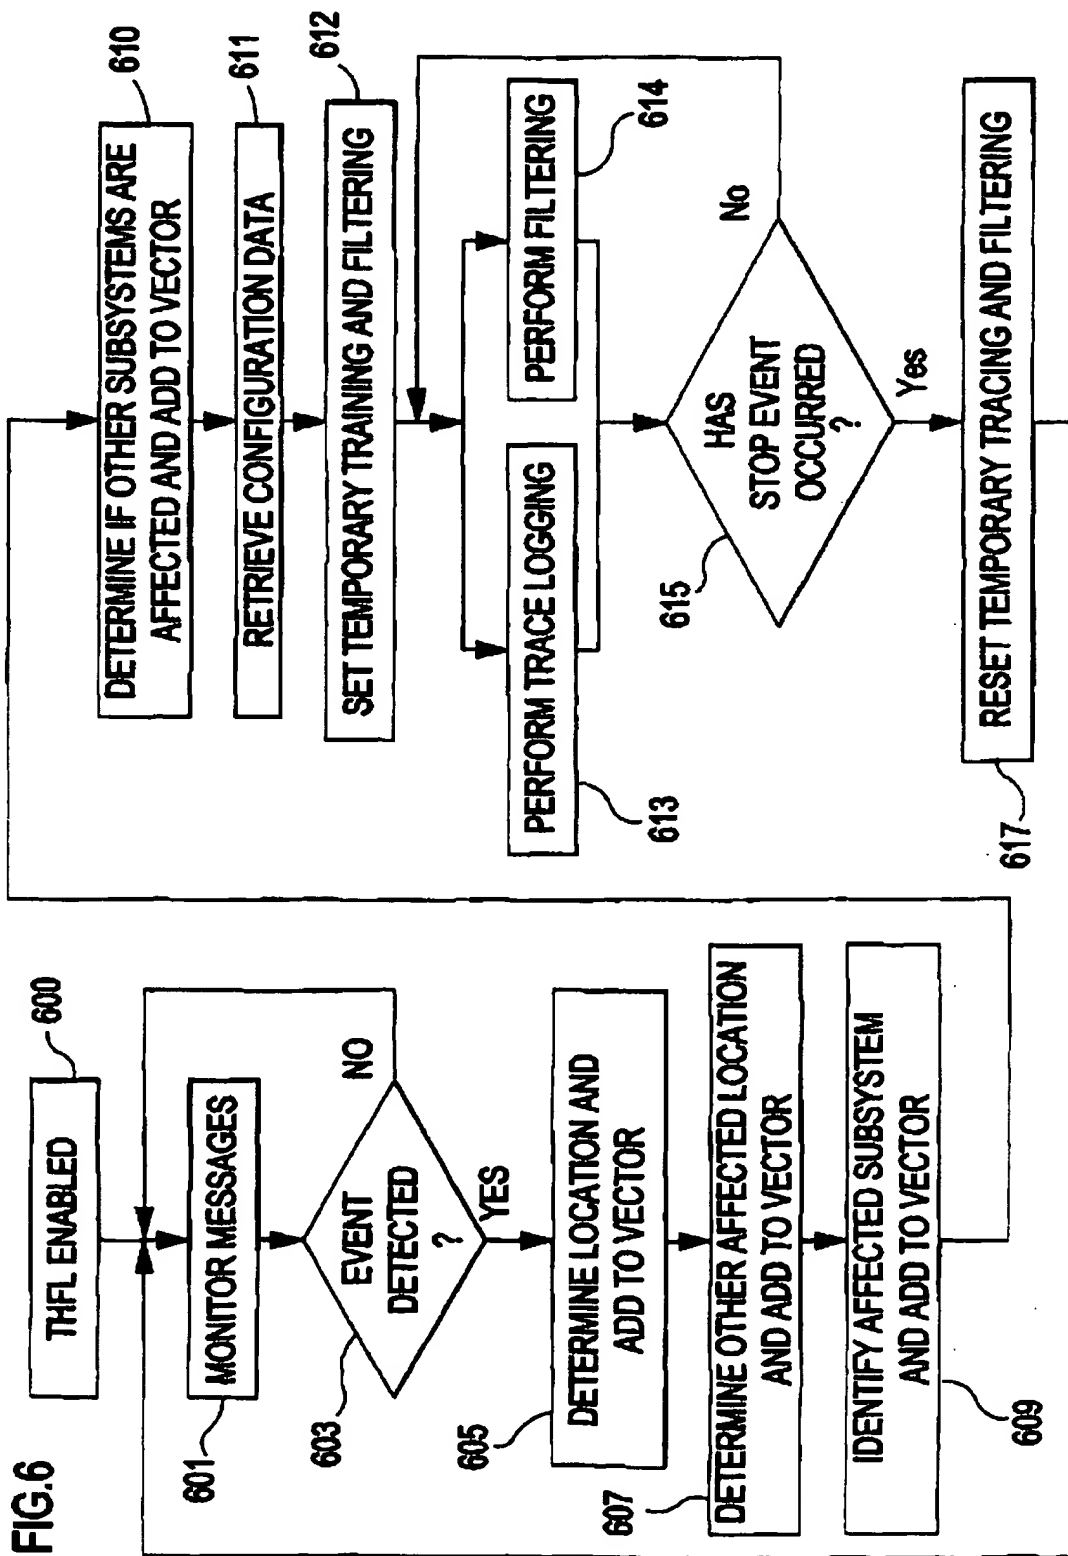 FIG.6
THFL ENABLED
600
MONITOR MESSAGES
601
EVENT
DETECTED
?
603
NO
YES
DETERMINE LOCATION AND
ADD TO VECTOR
605
DETERMINE OTHER AFFECTED LOCATION
AND ADD TO VECTOR
607
IDENTIFY AFFECTED SUBSYSTEM
AND ADD TO VECTOR
609
DETERMINE IF OTHER SUBSYSTEMS ARE
AFFECTED AND ADD TO VECTOR
610
RETRIEVE CONFIGURATION DATA
611
SET TEMPORARY TRAINING AND FILTERING
612
PERFORM TRACE LOGGING
613
PERFORM FILTERING
614
HAS
STOP EVENT
OCCURRED
?
615
No
Yes
RESET TEMPORARY TRACING AND FILTERING
617